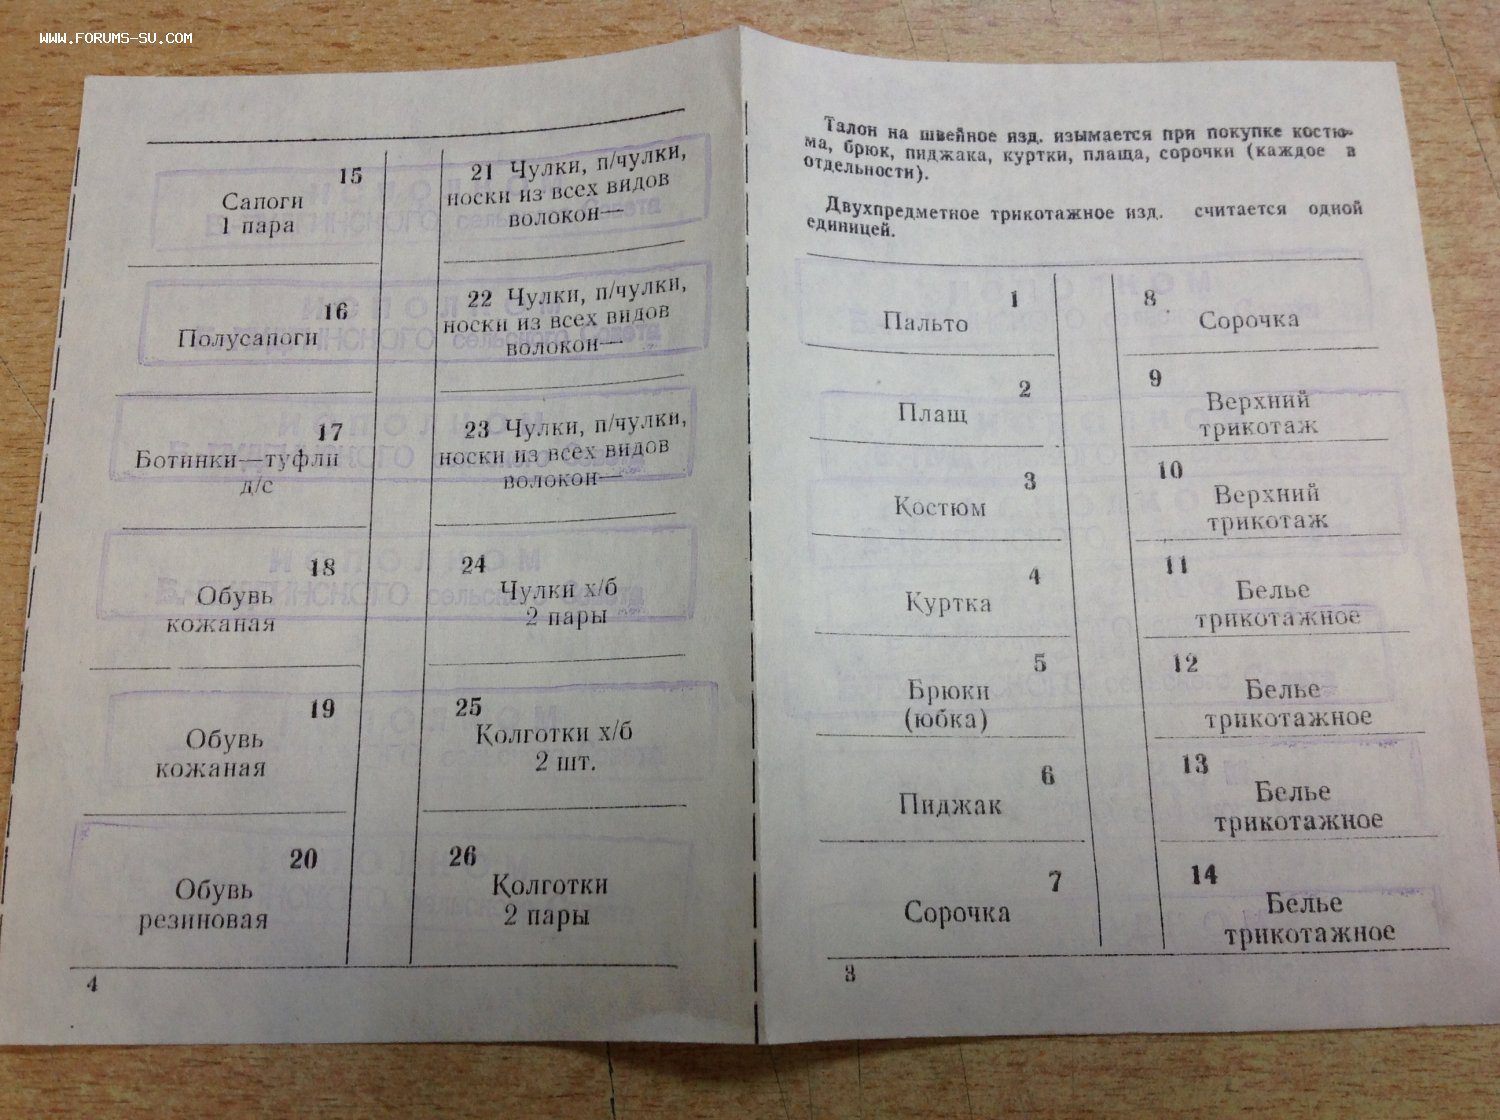 www.forums-su.com
15
Сапоги
1 пара
16
Полусапоги
17
Ботинки—туфли
д/с
18
Обувь
кожаная
19
Обувь
кожаная
20
Обувь
резиновая
21 Чулки, п/чулки,
носки из всех видов
волокон—
22 Чулки, п/чулки,
носки из всех видов
волокон—
23 Чулки, п/чулки,
носки из всех видов
волокон—
24
Чулки х/б
2 пары
25
Колготки х/б
2 шт.
26
Колготки
2 пары
4
Талон на швейное изд. изымается при покупке костю-
ма, брюк, пиджака, куртки, плаща, сорочки (каждое в
отдельности).
Двухпредметное трикотажное изд. считается одной
единицей.
1
Пальто
2
Плащ
3
Костюм
4
Куртка
5
Брюки
(юбка)
6
Пиджак
7
Сорочка
8
Сорочка
9
Верхний
трикотаж
10
Верхний
трикотаж
11
Белье
трикотажное
12
Белье
трикотажное
13
Белье
трикотажное
14
Белье
трикотажное
3